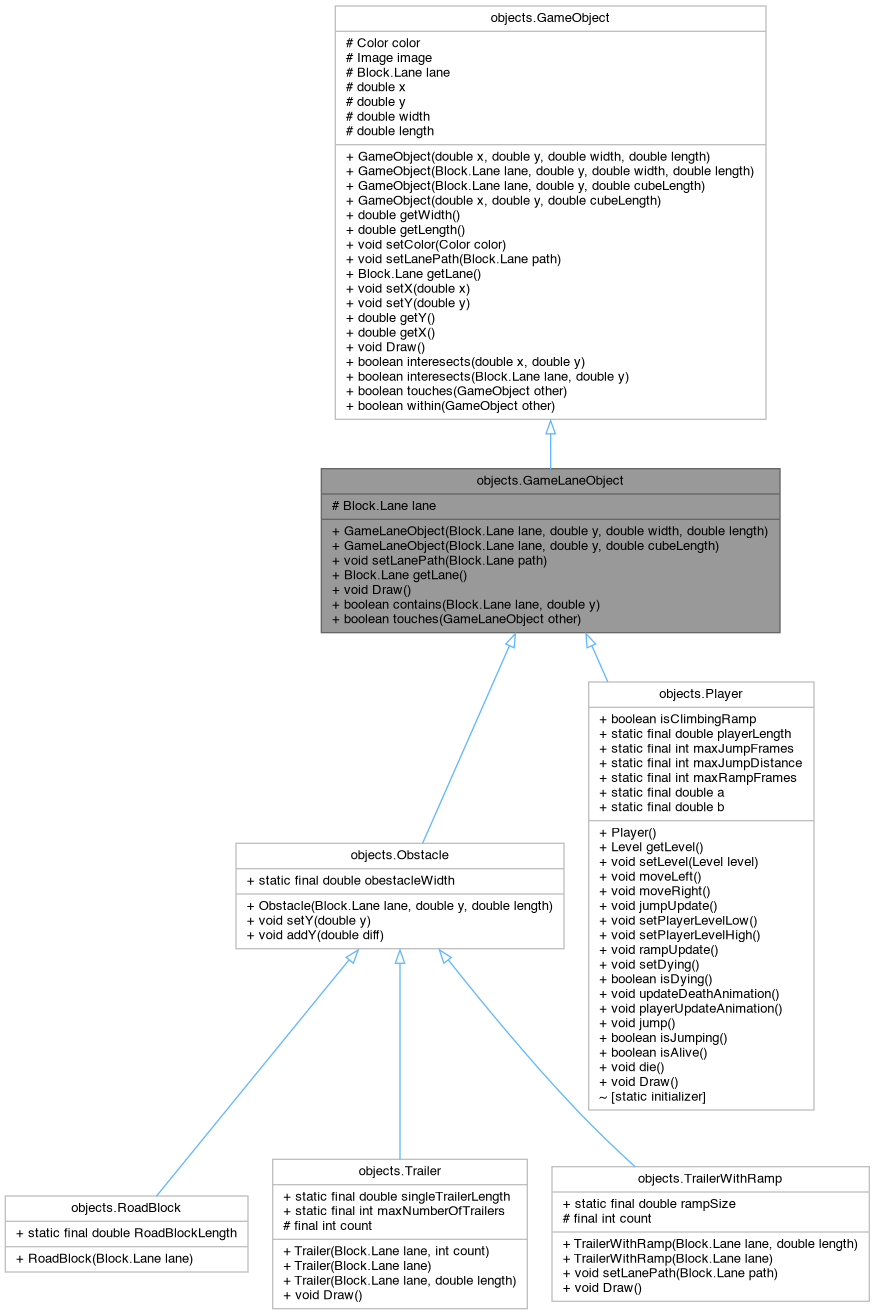 objects.GameObject
# Color color
# Image image
# Block.Lane lane
# double x
# double y
# double width
# double length
+ GameObject(double x, double y, double width, double length)
+ GameObject(Block.Lane lane, double y, double width, double length)
+ GameObject(Block.Lane lane, double y, double cubeLength)
+ GameObject(double x, double y, double cubeLength)
+ double getWidth()
+ double getLength()
+ void setColor(Color color)
+ void setLanePath(Block.Lane path)
+ Block.Lane getLane()
+ void setX(double x)
+ void setY(double y)
+ double getY()
+ double getX()
+ void Draw()
+ boolean interesects(double x, double y)
+ boolean interesects(Block.Lane lane, double y)
+ boolean touches(GameObject other)
+ boolean within(GameObject other)
objects.GameLaneObject
# Block.Lane lane
+ GameLaneObject(Block.Lane lane, double y, double width, double length)
+ GameLaneObject(Block.Lane lane, double y, double cubeLength)
+ void setLanePath(Block.Lane path)
+ Block.Lane getLane()
+ void Draw()
+ boolean contains(Block.Lane lane, double y)
+ boolean touches(GameLaneObject other)
objects.Player
+ boolean isClimbingRamp
+ static final double playerLength
+ static final int maxJumpFrames
+ static final int maxJumpDistance
+ static final int maxRampFrames
+ static final double a
+ static final double b
+ Player()
+ Level getLevel()
+ void setLevel(Level level)
+ void moveLeft()
+ void moveRight()
+ void jumpUpdate()
+ void setPlayerLevelLow()
+ void setPlayerLevelHigh()
+ void rampUpdate()
+ void setDying()
+ boolean isDying()
+ void updateDeathAnimation()
+ void playerUpdateAnimation()
+ void jump()
+ boolean isJumping()
+ boolean isAlive()
+ void die()
+ void Draw()
~ [static initializer]
objects.Obstacle
+ static final double obestacleWidth
+ Obstacle(Block.Lane lane, double y, double length)
+ void setY(double y)
+ void addY(double diff)
objects.RoadBlock
+ static final double RoadBlockLength
+ RoadBlock(Block.Lane lane)
objects.Trailer
+ static final double singleTrailerLength
+ static final int maxNumberOfTrailers
# final int count
+ Trailer(Block.Lane lane, int count)
+ Trailer(Block.Lane lane)
+ Trailer(Block.Lane lane, double length)
+ void Draw()
objects.TrailerWithRamp
+ static final double rampSize
# final int count
+ TrailerWithRamp(Block.Lane lane, double length)
+ TrailerWithRamp(Block.Lane lane)
+ void setLanePath(Block.Lane path)
+ void Draw()